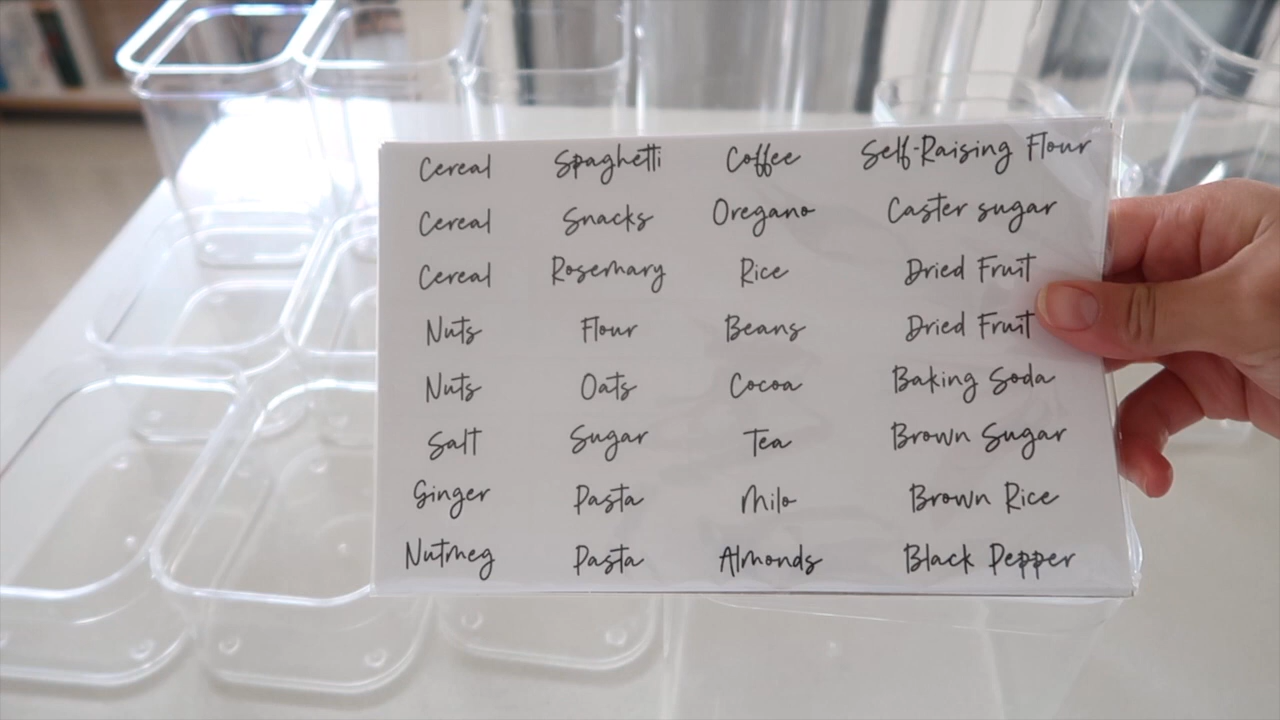 Cereal Spaghetti Coffee Self-Raising Flour
Cereal Snacks Oregano Caster sugar
Cereal Rosemary Rice Dried Fruit
Nuts Flour Beans Dried Fruit
Nuts Oats Cocoa Baking Soda
Salt Sugar Tea Brown Sugar
Ginger Pasta Milo Brown Rice
Nutmeg Pasta Almonds Black Pepper